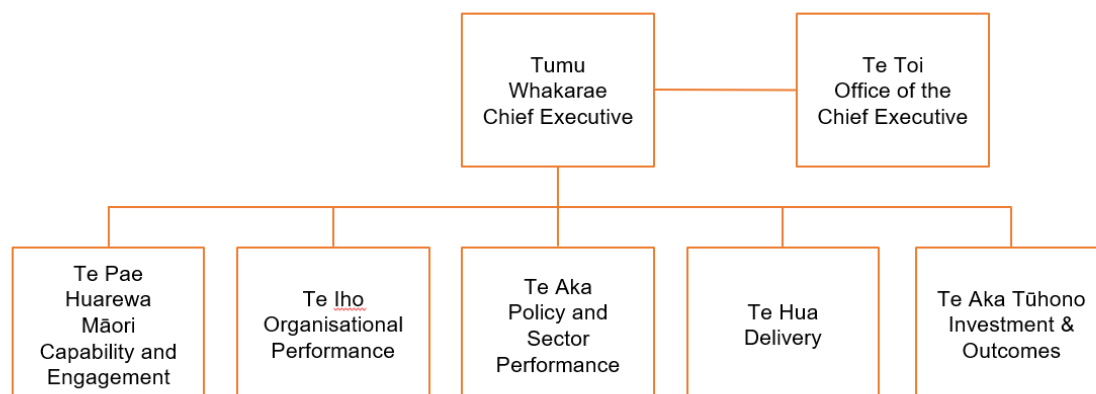 Tumu
Whakarae
Chief Executive
Te Toi
Office of the
Chief Executive
Te Pae
Huarewa
Māori
Capability and
Engagement
Te Iho
Organisational
Performance
Te Aka
Policy and
Sector
Performance
Te Hua
Delivery
Te Aka Tūhono
Investment &
Outcomes